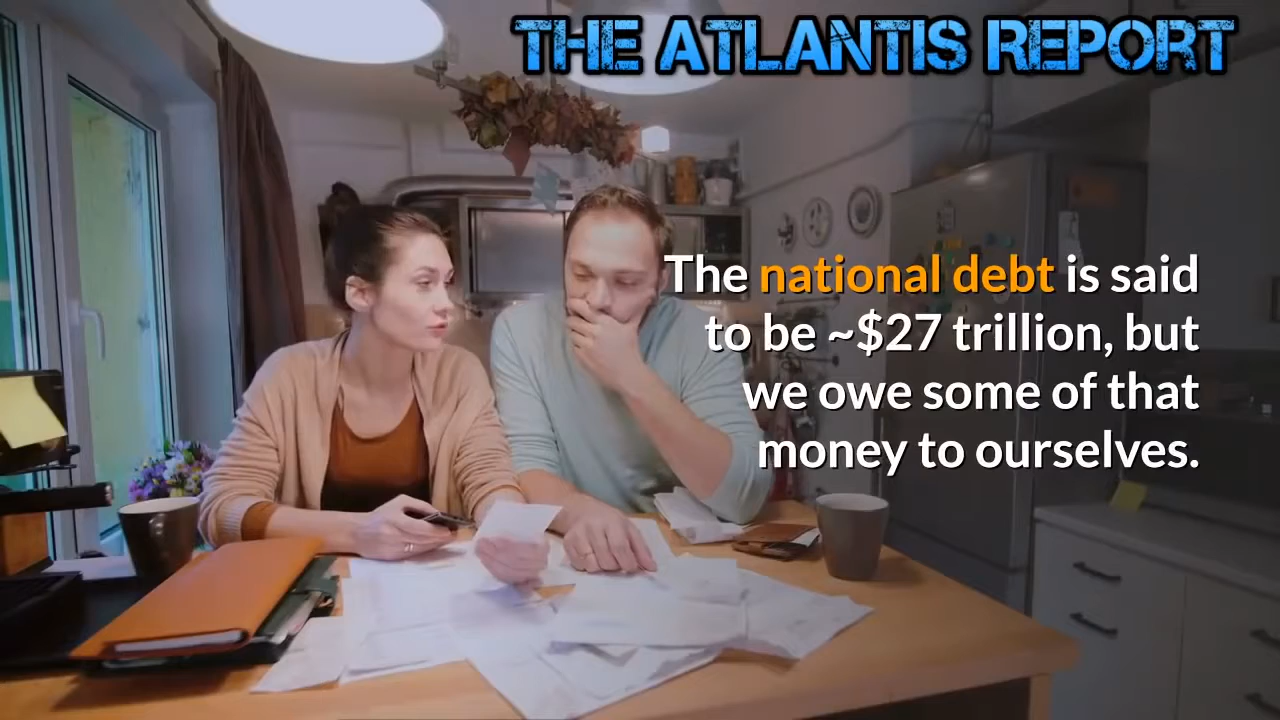 THE ATLANTIS REPORT
The national debt is said
to be ~$27 trillion, but
we owe some of that
money to ourselves.